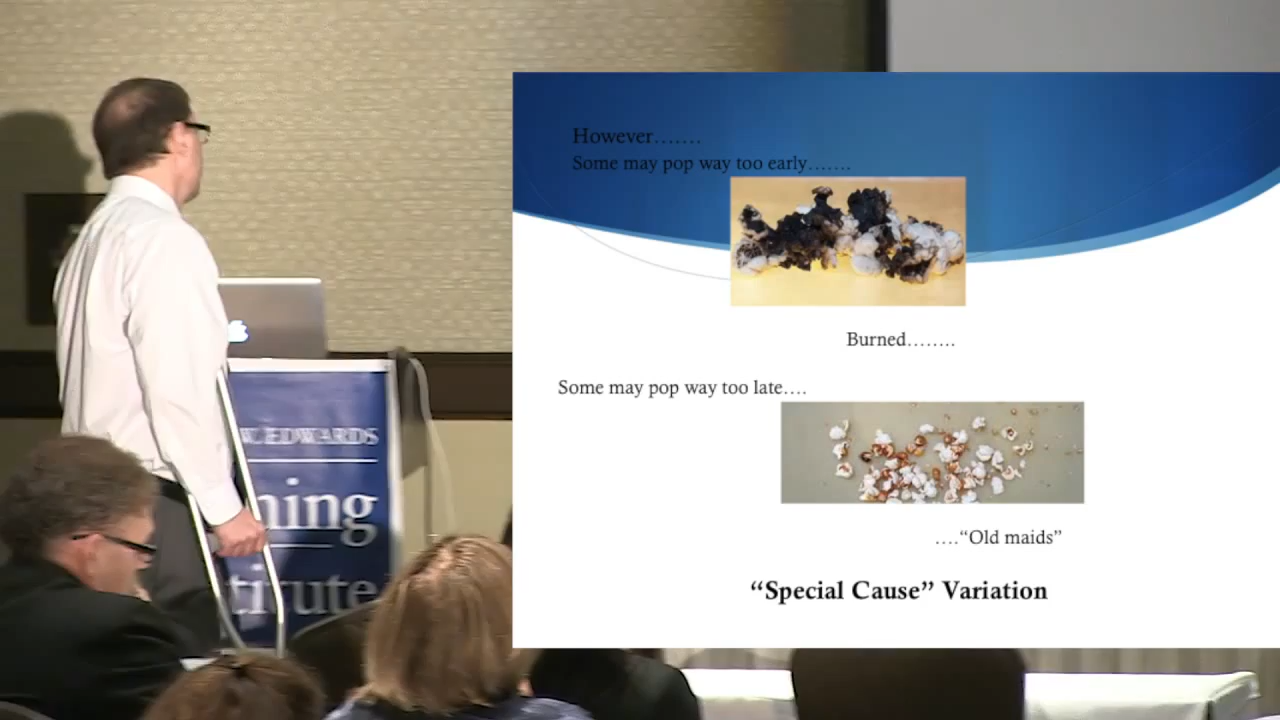 However.......
Some may pop way too early.......
Burned........
Some may pop way too late....
...."Old maids"
"Special Cause" Variation
W. EDWARDS
ning
titute